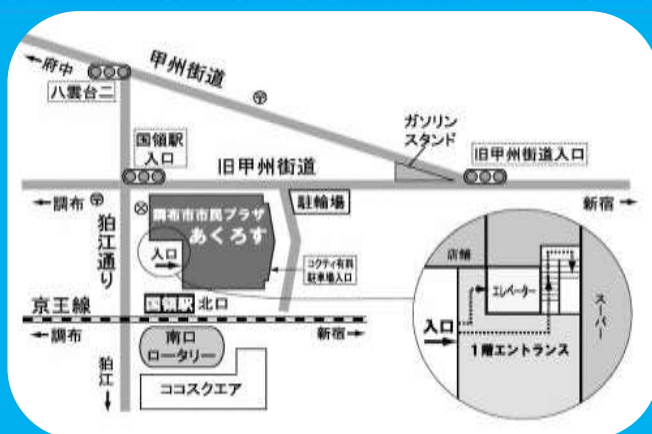 甲州街道
←府中
八雲台二
ガソリン
スタンド
国領駅
入口
旧甲州街道
旧甲州街道入口
←調布
駐輪場
新宿→
狛江通り
調布市市民プラザ
あくろす
入口
コクティ有料
駐車場入口
京王線
国領駅 北口
←調布
新宿→
南口
ロータリー
狛江
ココスクエア
店舗
エレベーター
スーパー
入口
1階エントランス